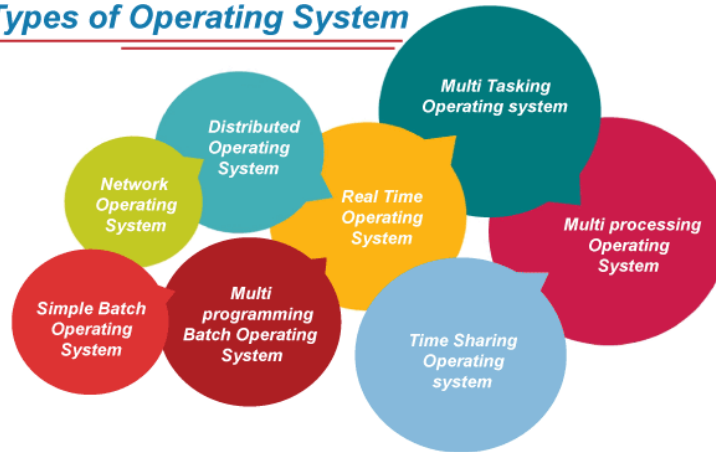 Types of Operating System
Multi Tasking
Operating system
Distributed
Operating
System
Network
Operating
System
Real Time
Operating
System
Multi processing
Operating
System
Simple Batch
Operating
System
Multi
programming
Batch Operating
System
Time Sharing
Operating
system